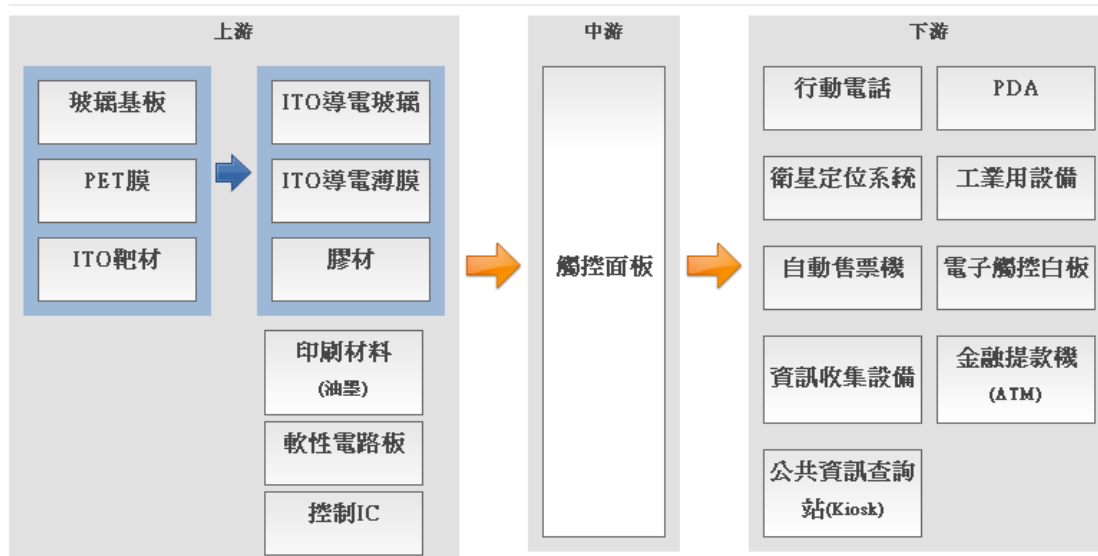 上游
玻璃基板
PET膜
ITO靶材
ITO導電玻璃
ITO導電薄膜
膠材
印刷材料
(油墨)
軟性電路板
控制IC
中游
觸控面板
下游
行動電話
PDA
衛星定位系統
工業用設備
自動售票機
電子觸控白板
資訊收集設備
金融提款機
(ATM)
公共資訊查詢
站(Kiosk)